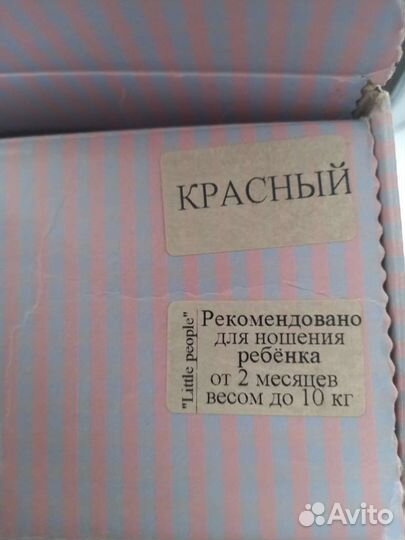 КРАСНЫЙ
"Little people"
Рекомендовано
для ношения
ребёнка
от 2 месяцев
весом до 10 кг
Avito